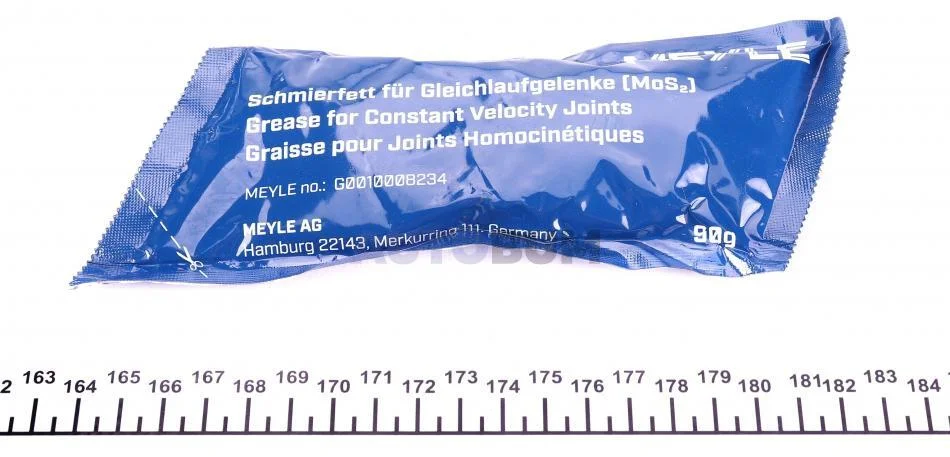 MEYLE
Schmierfett für Gleichlaufgelenke (MoS₂)
Grease for Constant Velocity Joints
Graisse pour Joints Homocinétiques
MEYLE no.: G0010008234
MEYLE AG
Hamburg 22143, Merkurring 111, Germany
90g
163 164 165 166 167 168 169 170 171 172 173 174 175 176 177 178 179 180 181 182 183 184